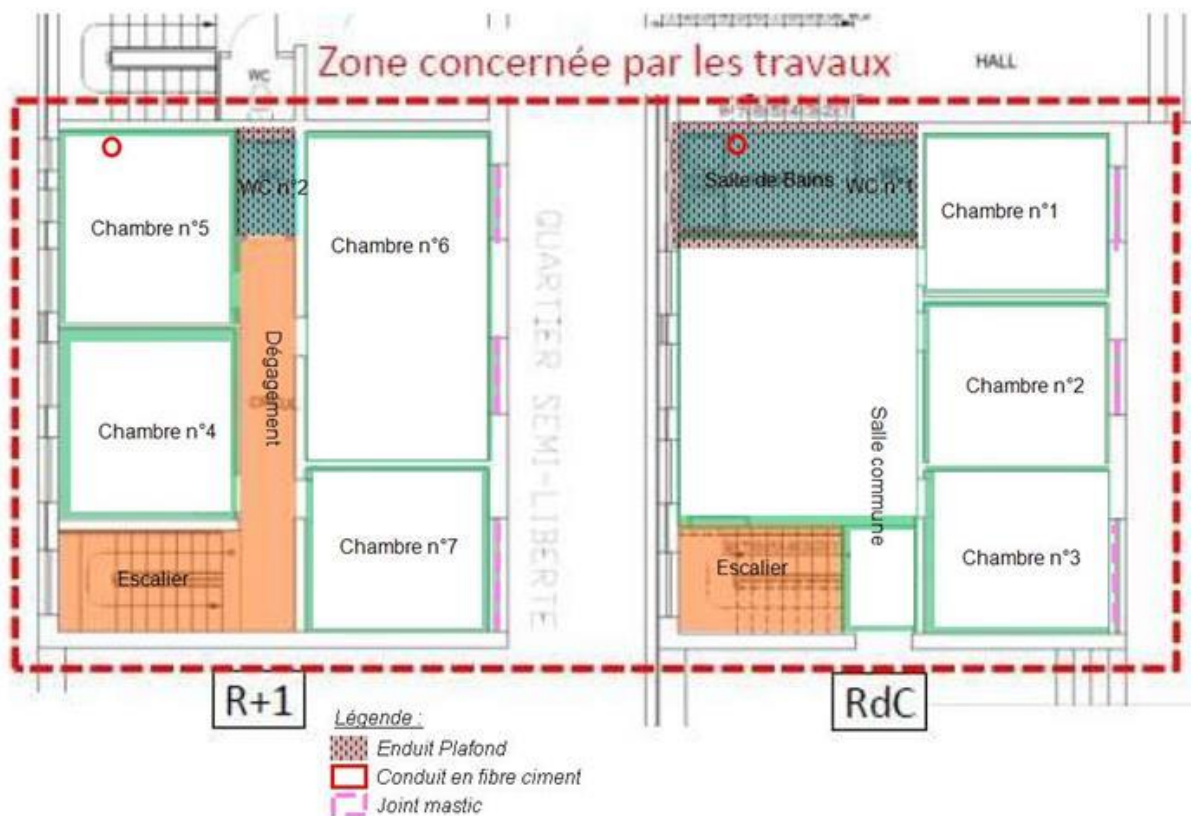 WC
Zone concernée par les travaux
HALL
WC n°2
Salle de Bains
WC n°1
Chambre n°5
Chambre n°6
Chambre n°1
QUARTIER SEMI-LIBERTE
Dégagement
Chambre n°4
Chambre n°2
Salle commune
Chambre n°7
Chambre n°3
Escalier
Escalier
R+1
RdC
Légende :
Enduit Plafond
Conduit en fibre ciment
Joint mastic